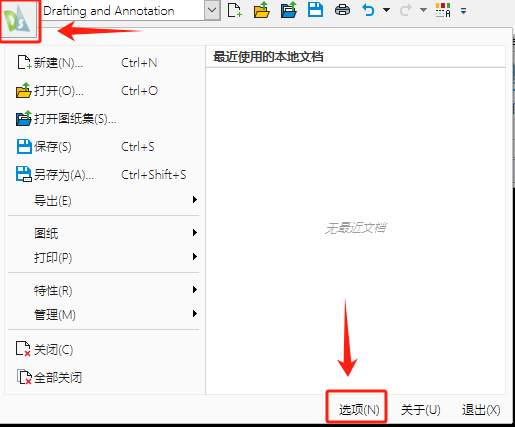 Drafting and Annotation
新建(N)... Ctrl+N
打开(O)... Ctrl+O
打开图纸集(S)...
保存(S) Ctrl+S
另存为(A)... Ctrl+Shift+S
导出(E)
图纸
打印(P)
特性(R)
管理(M)
关闭(C)
全部关闭
最近使用的本地文档
无最近文档
选项(N) 关于(U) 退出(X)